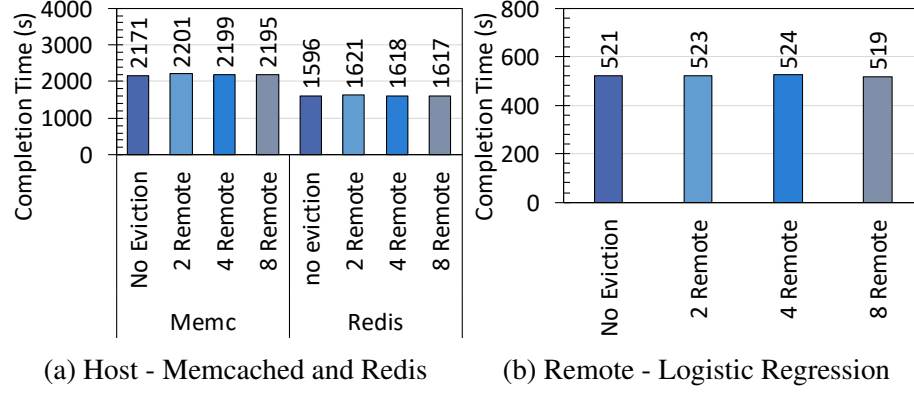 Completion Time (s)
4000
3000
2000
1000
0
2171
2201
2199
2195
1596
1621
1618
1617
No Eviction
2 Remote
4 Remote
8 Remote
no eviction
2 Remote
4 Remote
8 Remote
Memc
Redis
(a) Host - Memcached and Redis
Completion Time (s)
800
600
400
200
0
521
523
524
519
No Eviction
2 Remote
4 Remote
8 Remote
(b) Remote - Logistic Regression